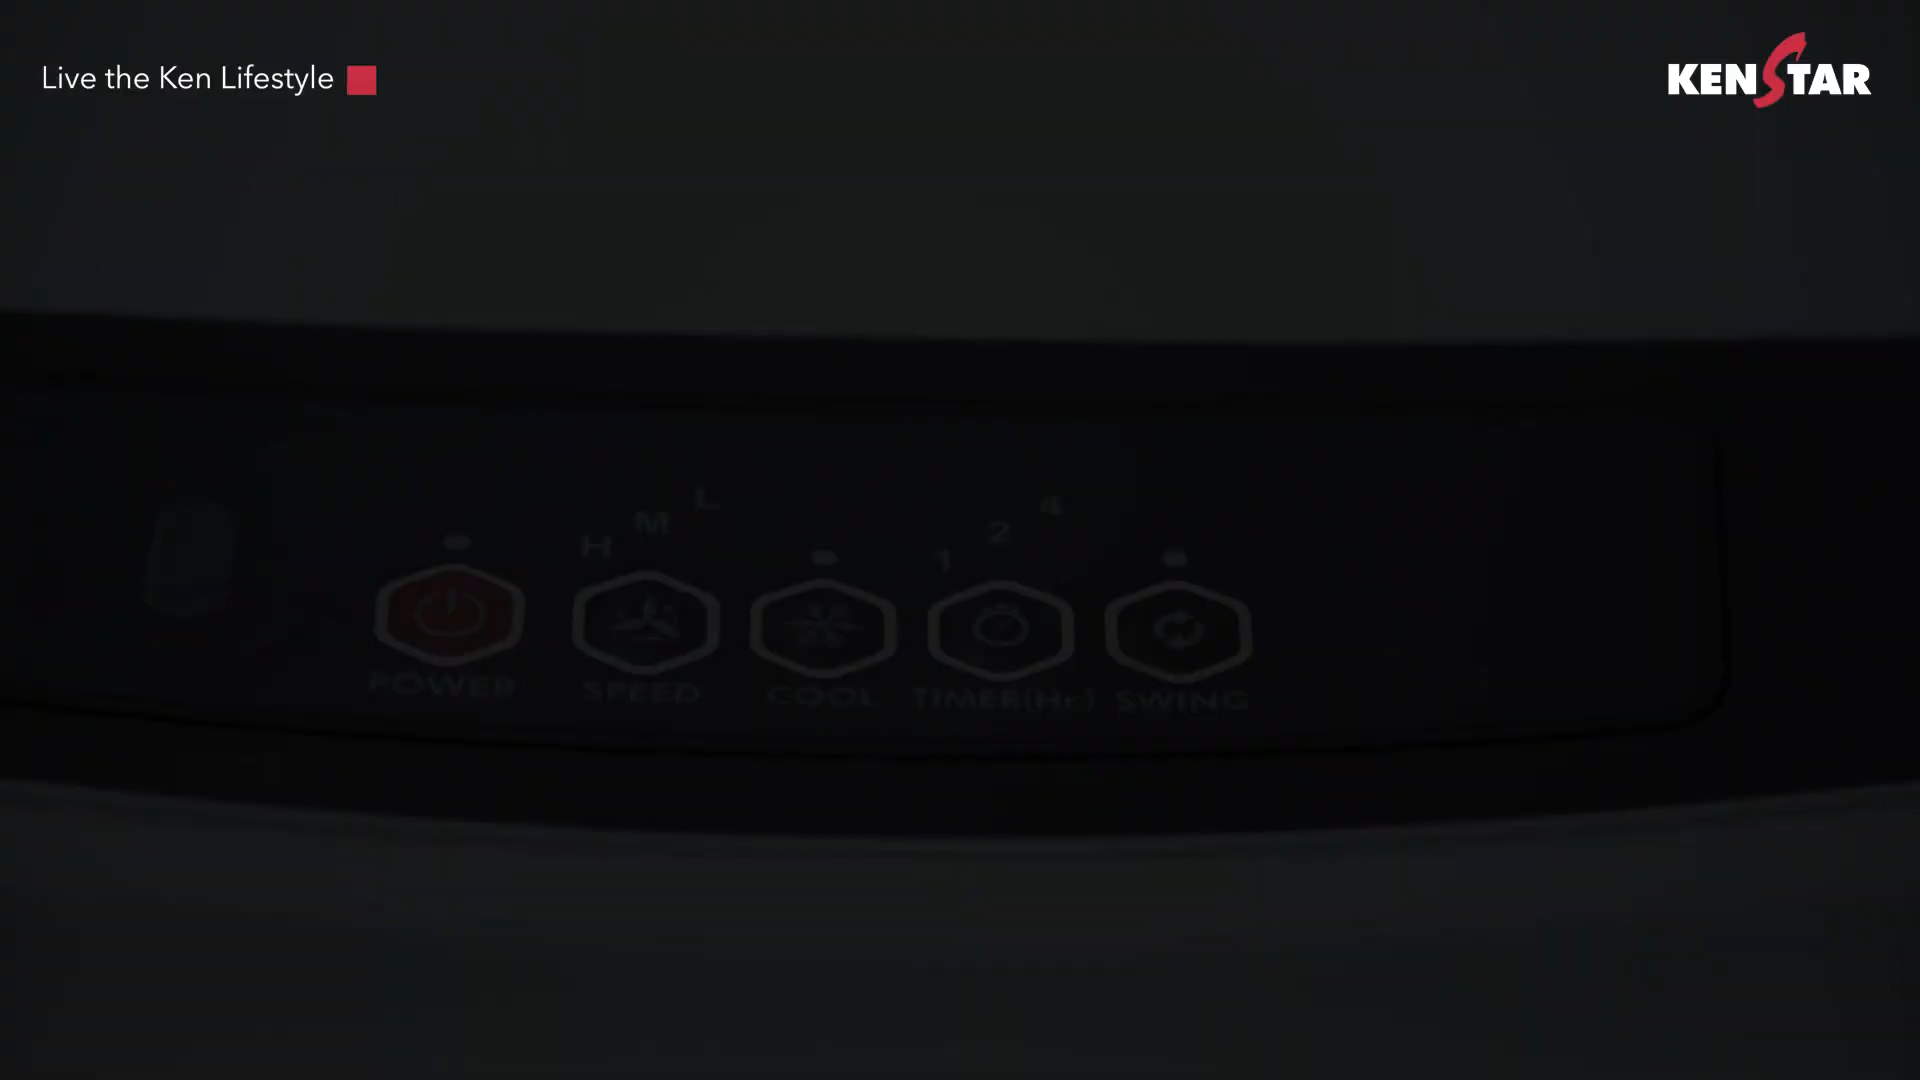 Live the Ken Lifestyle
KENSTAR
H M L
1 2 4
POWER SPEED COOL TIMER(Hr.) SWING